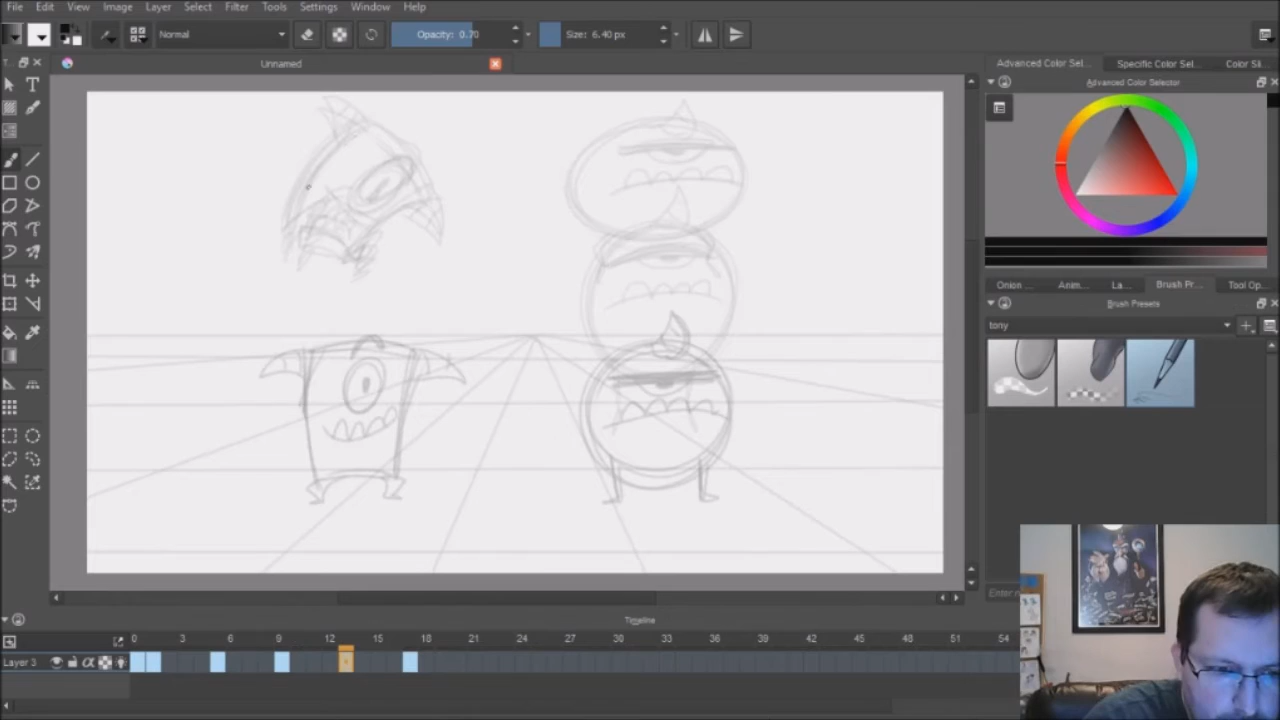 File Edit View Image Layer Select Filter Tools Settings Window Help
Normal Opacity: 0.70 Size: 6.40 px
Unnamed
Advanced Color Sel... Specific Color Sel... Color Sli...
Advanced Color Selector
Onion ... Anim... La... Brush Pr... Tool Op...
Brush Presets
tony
Enter
Timeline
0 3 6 9 12 15 18 21 24 27 30 33 36 39 42 45 48 51 54
Layer 3